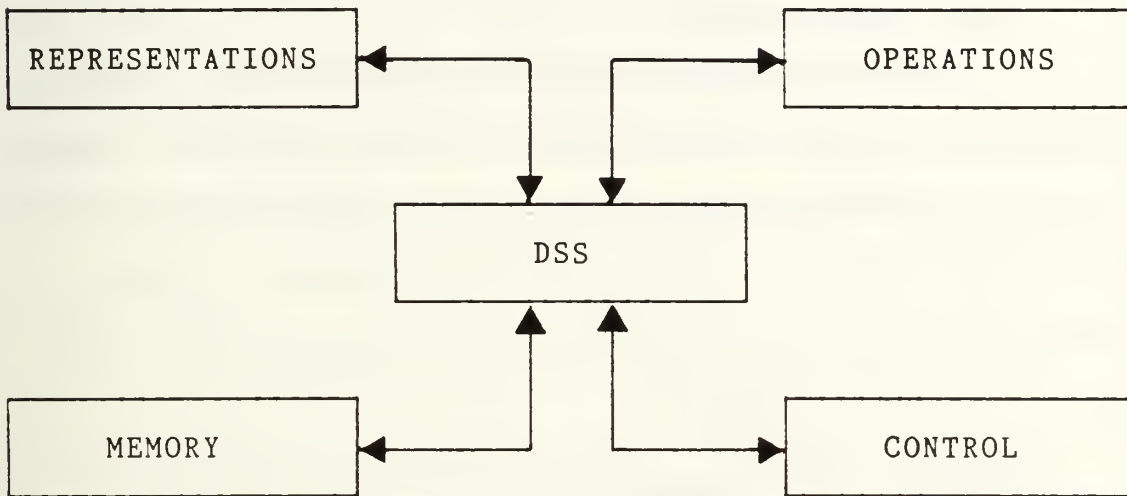 REPRESENTATIONS
OPERATIONS
DSS
MEMORY
CONTROL